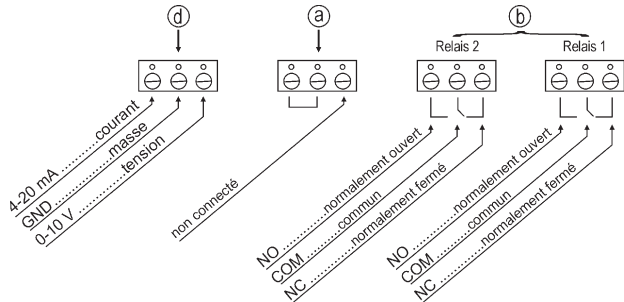 d
a
b
Relais 2
Relais 1
4-20 mA ........courant
GND ..............masse
0-10 V ..........tension
non connecté
NO ............normalement ouvert
COM ..........commun
NC ............normalement fermé
NO ............normalement ouvert
COM ..........commun
NC ............normalement fermé